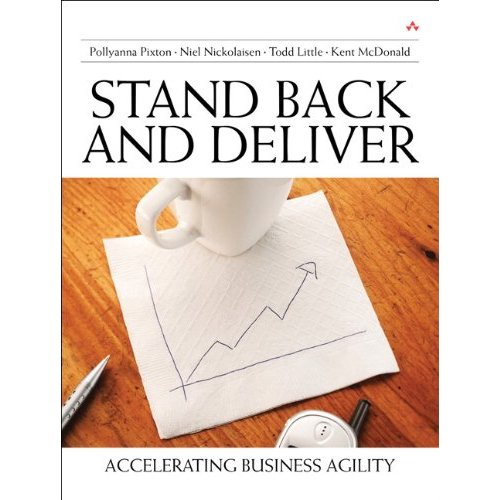 Pollyanna Pixton · Niel Nickolaisen · Todd Little · Kent McDonald
STAND BACK
AND DELIVER
ACCELERATING BUSINESS AGILITY